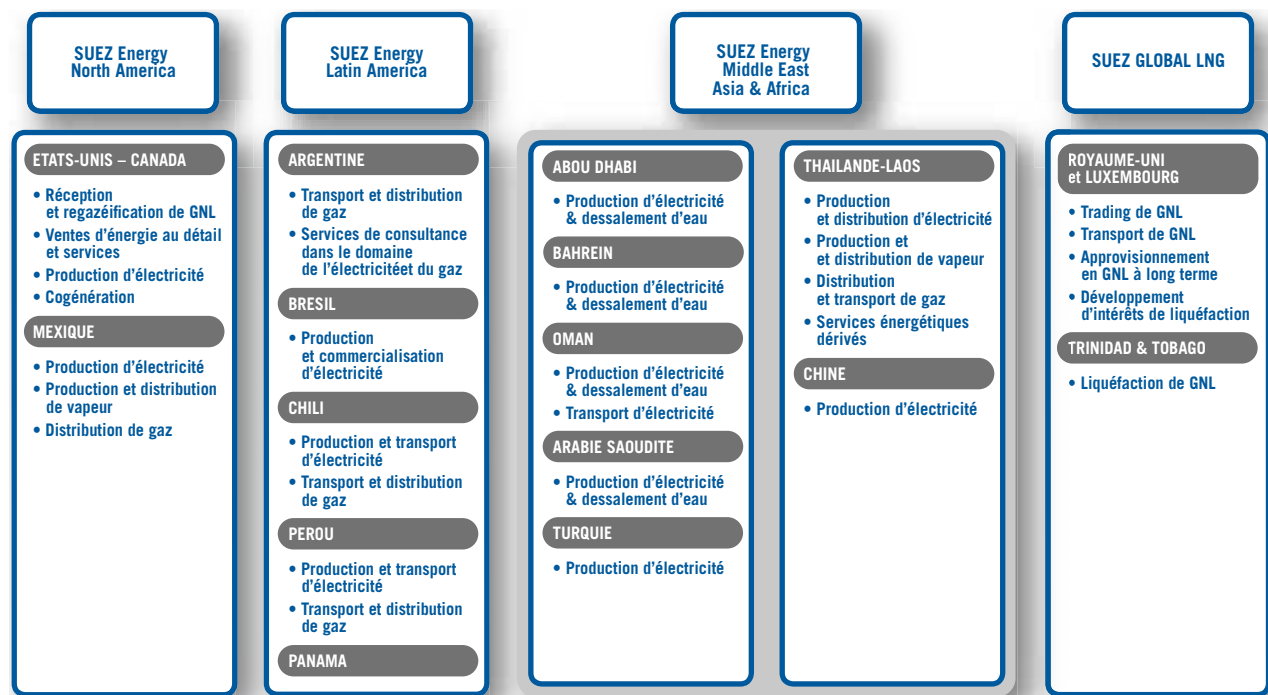 SUEZ Energy
North America
ETATS-UNIS – CANADA
• Réception
et regazéification de GNL
• Ventes d'énergie au détail
et services
• Production d'électricité
• Cogénération
MEXIQUE
• Production d'électricité
• Production et distribution
de vapeur
• Distribution de gaz
SUEZ Energy
Latin America
ARGENTINE
• Transport et distribution
de gaz
• Services de consultance
dans le domaine
de l'électricitéet du gaz
BRESIL
• Production
et commercialisation
d'électricité
CHILI
• Production et transport
d'électricité
• Transport et distribution
de gaz
PEROU
• Production et transport
d'électricité
• Transport et distribution
de gaz
PANAMA
SUEZ Energy
Middle East
Asia & Africa
ABOU DHABI
• Production d'électricité
& dessalement d'eau
BAHREIN
• Production d'électricité
& dessalement d'eau
OMAN
• Production d'électricité
& dessalement d'eau
• Transport d'électricité
ARABIE SAOUDITE
• Production d'électricité
& dessalement d'eau
TURQUIE
• Production d'électricité
THAILANDE-LAOS
• Production
et distribution d'électricité
• Production et
et distribution de vapeur
• Distribution
et transport de gaz
• Services énergétiques
dérivés
CHINE
• Production d'électricité
SUEZ GLOBAL LNG
ROYAUME-UNI
et LUXEMBOURG
• Trading de GNL
• Transport de GNL
• Approvisionnement
en GNL à long terme
• Développement
d'intérêts de liquéfaction
TRINIDAD & TOBAGO
• Liquéfaction de GNL